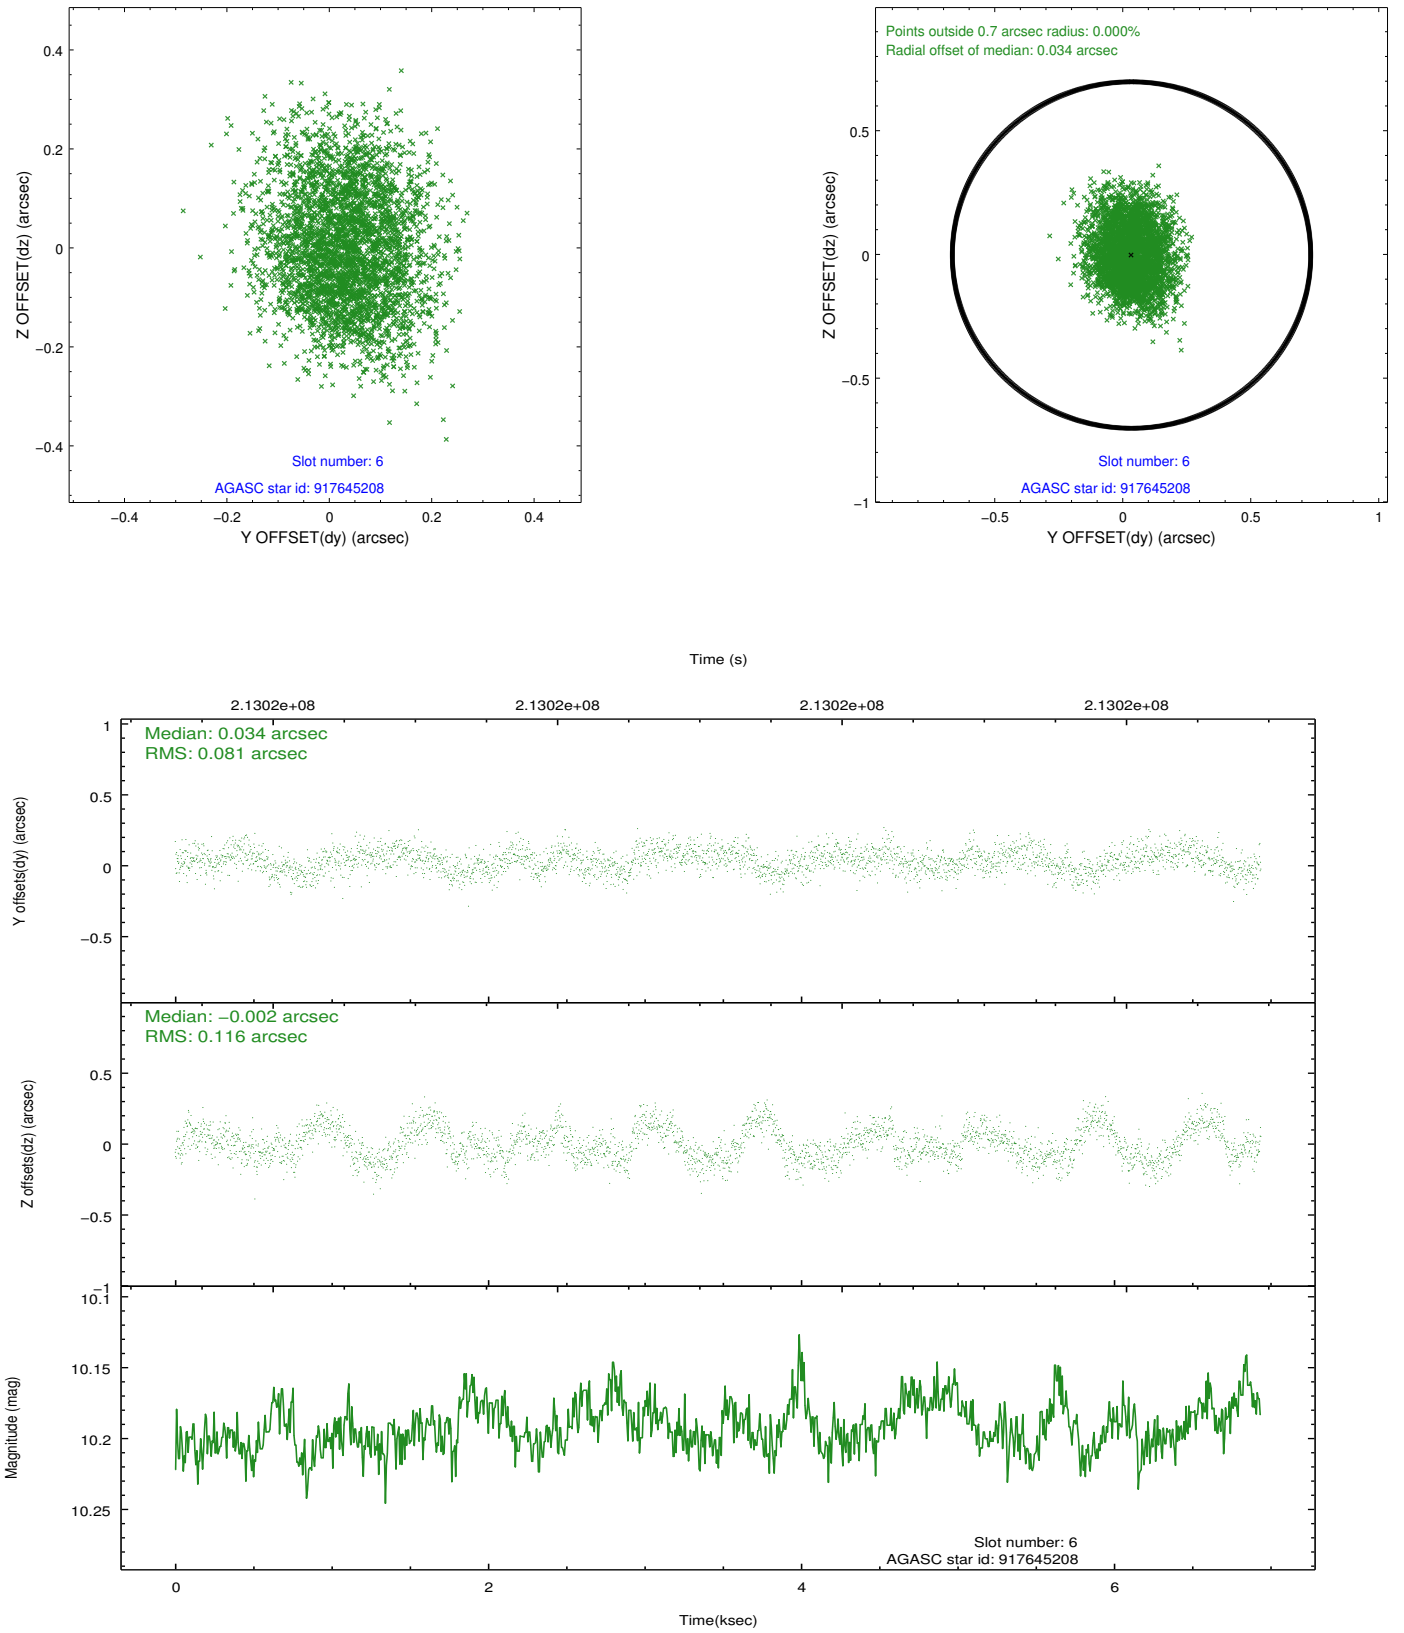 0.4
0.2
0
−0.2
−0.4
Z OFFSET(dz) (arcsec)
Slot number: 6
AGASC star id: 917645208
−0.4
−0.2
0
0.2
0.4
Y OFFSET(dy) (arcsec)
Points outside 0.7 arcsec radius: 0.000%
Radial offset of median: 0.034 arcsec
0.5
0
−0.5
−1
Z OFFSET(dz) (arcsec)
Slot number: 6
AGASC star id: 917645208
−0.5
0
0.5
1
Y OFFSET(dy) (arcsec)
Time (s)
2.1302e+08
2.1302e+08
2.1302e+08
2.1302e+08
Median: 0.034 arcsec
RMS: 0.081 arcsec
1
0.5
0
−0.5
Y offsets(dy) (arcsec)
Median: −0.002 arcsec
RMS: 0.116 arcsec
0.5
0
−0.5
−1
Z offsets(dz) (arcsec)
10.1
10.15
10.2
10.25
Magnitude (mag)
Slot number: 6
AGASC star id: 917645208
0
2
4
6
Time(ksec)